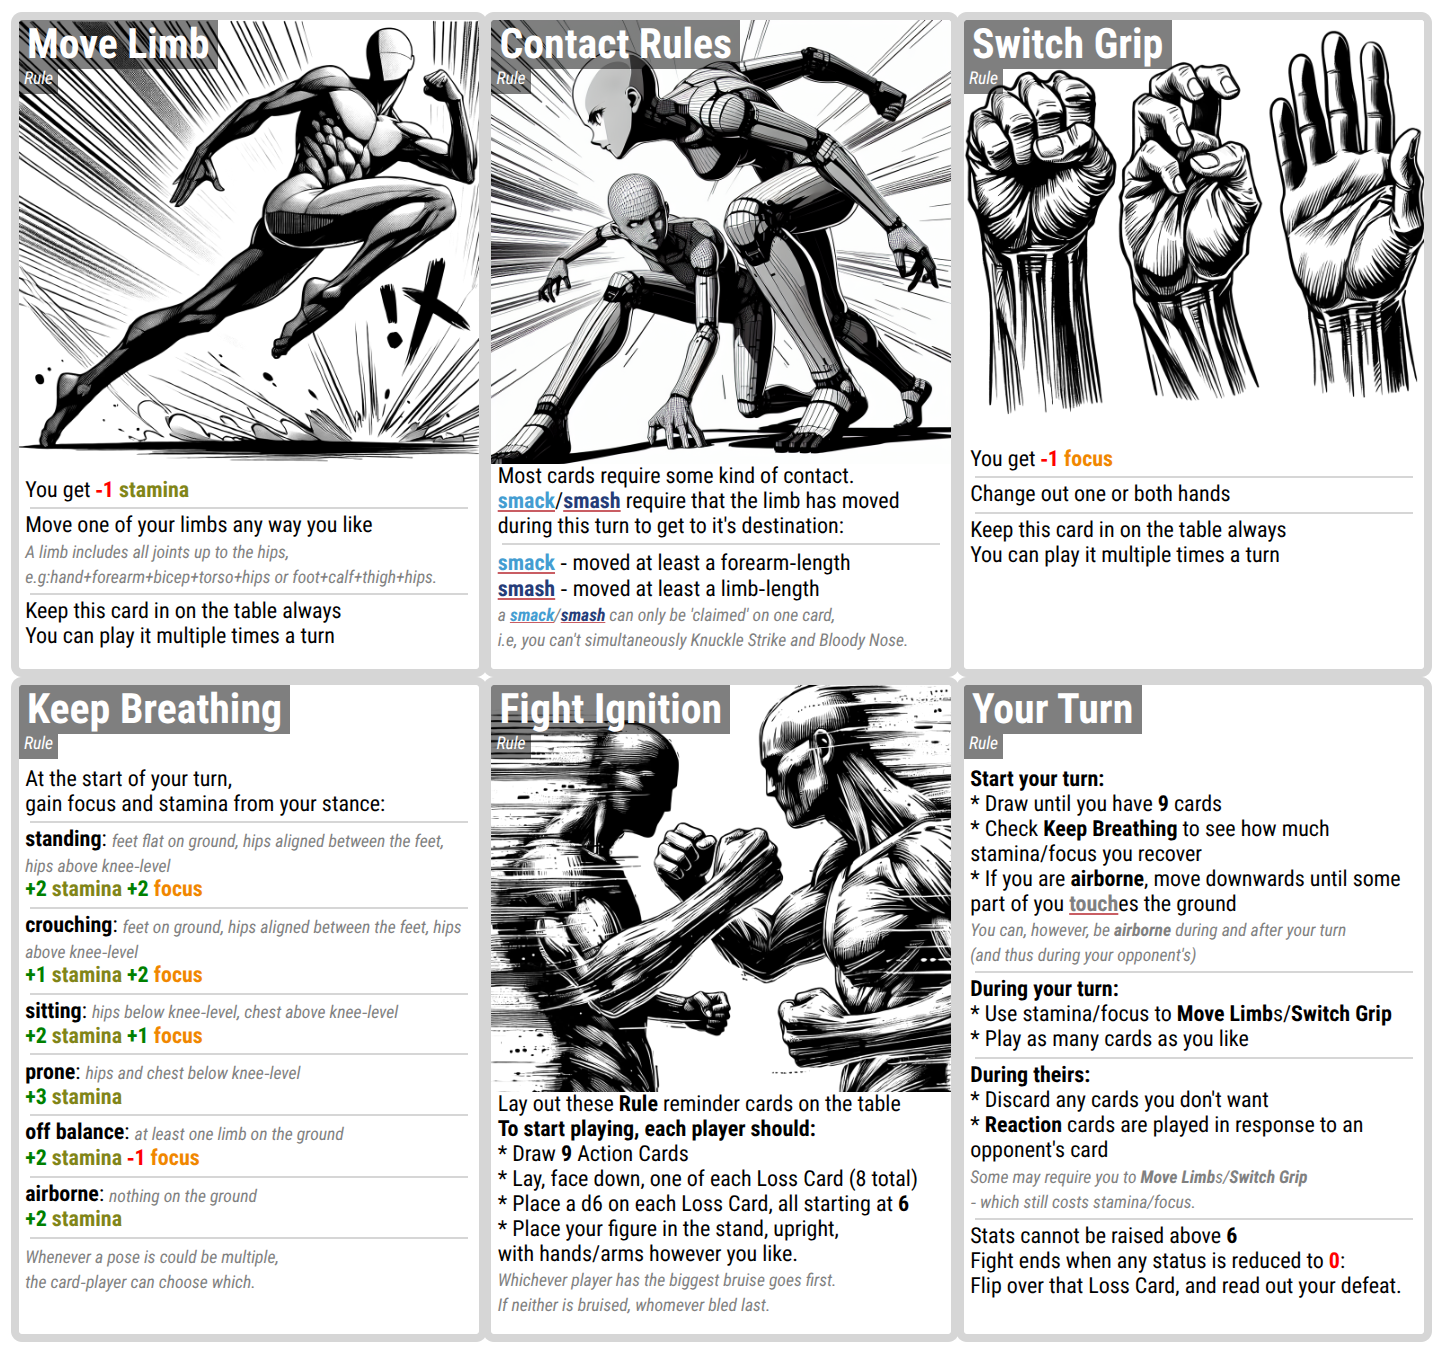 Move Limb
Rule
You get -1 stamina
Move one of your limbs any way you like
A limb includes all joints up to the hips,
e.g:hand+forearm+bicep+torso+hips or foot+calf+thigh+hips.
Keep this card in on the table always
You can play it multiple times a turn
Contact Rules
Rule
Most cards require some kind of contact.
smack/smash require that the limb has moved
during this turn to get to it's destination:
smack - moved at least a forearm-length
smash - moved at least a limb-length
a smack/smash can only be 'claimed' on one card,
i.e, you can't simultaneously Knuckle Strike and Bloody Nose.
Switch Grip
Rule
You get -1 focus
Change out one or both hands
Keep this card in on the table always
You can play it multiple times a turn
Keep Breathing
Rule
At the start of your turn,
gain focus and stamina from your stance:
standing: feet flat on ground, hips aligned between the feet,
hips above knee-level
+2 stamina +2 focus
crouching: feet on ground, hips aligned between the feet, hips
above knee-level
+1 stamina +2 focus
sitting: hips below knee-level, chest above knee-level
+2 stamina +1 focus
prone: hips and chest below knee-level
+3 stamina
off balance: at least one limb on the ground
+2 stamina -1 focus
airborne: nothing on the ground
+2 stamina
Whenever a pose is could be multiple,
the card-player can choose which.
Fight Ignition
Rule
Lay out these Rule reminder cards on the table
To start playing, each player should:
* Draw 9 Action Cards
* Lay, face down, one of each Loss Card (8 total)
* Place a d6 on each Loss Card, all starting at 6
* Place your figure in the stand, upright,
with hands/arms however you like.
Whichever player has the biggest bruise goes first.
If neither is bruised, whomever bled last.
Your Turn
Rule
Start your turn:
* Draw until you have 9 cards
* Check Keep Breathing to see how much
stamina/focus you recover
* If you are airborne, move downwards until some
part of you touches the ground
You can, however, be airborne during and after your turn
(and thus during your opponent's)
During your turn:
* Use stamina/focus to Move Limbs/Switch Grip
* Play as many cards as you like
During theirs:
* Discard any cards you don't want
* Reaction cards are played in response to an
opponent's card
Some may require you to Move Limbs/Switch Grip
- which still costs stamina/focus.
Stats cannot be raised above 6
Fight ends when any status is reduced to 0:
Flip over that Loss Card, and read out your defeat.